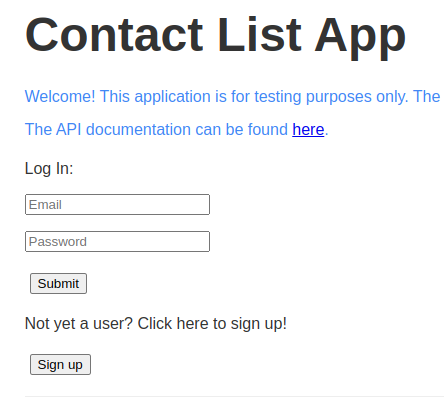 Contact List App
Welcome! This application is for testing purposes only. The
The API documentation can be found here.
Log In:
Email
Password
Submit
Not yet a user? Click here to sign up!
Sign up